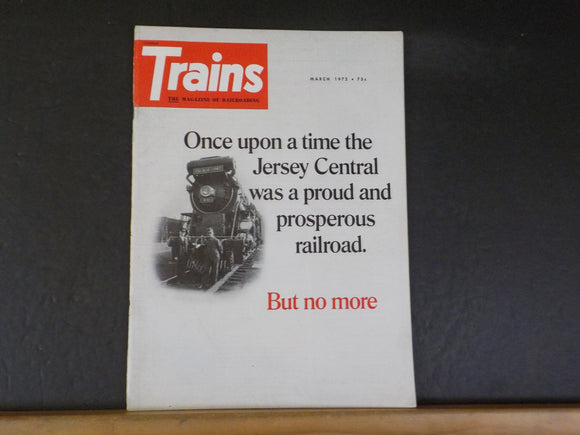 Trains
THE MAGAZINE OF RAILROADING
MARCH 1973 • 75¢
Once upon a time the
Jersey Central
was a proud and
prosperous
railroad.
But no more